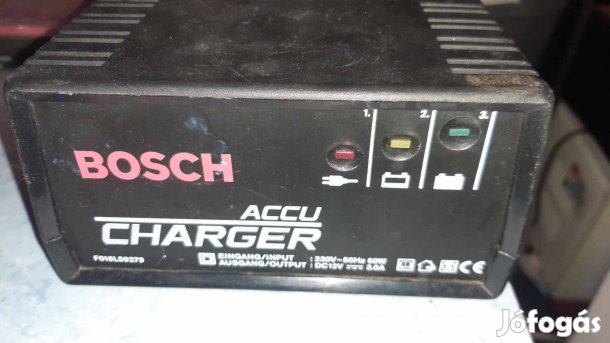 1. 2. 3.
BOSCH
ACCU
CHARGER
F016L59279
EINGANG/INPUT : 230V~50Hz 60W
AUSGANG/OUTPUT : DC12V 3.0A
CE
Jófogás